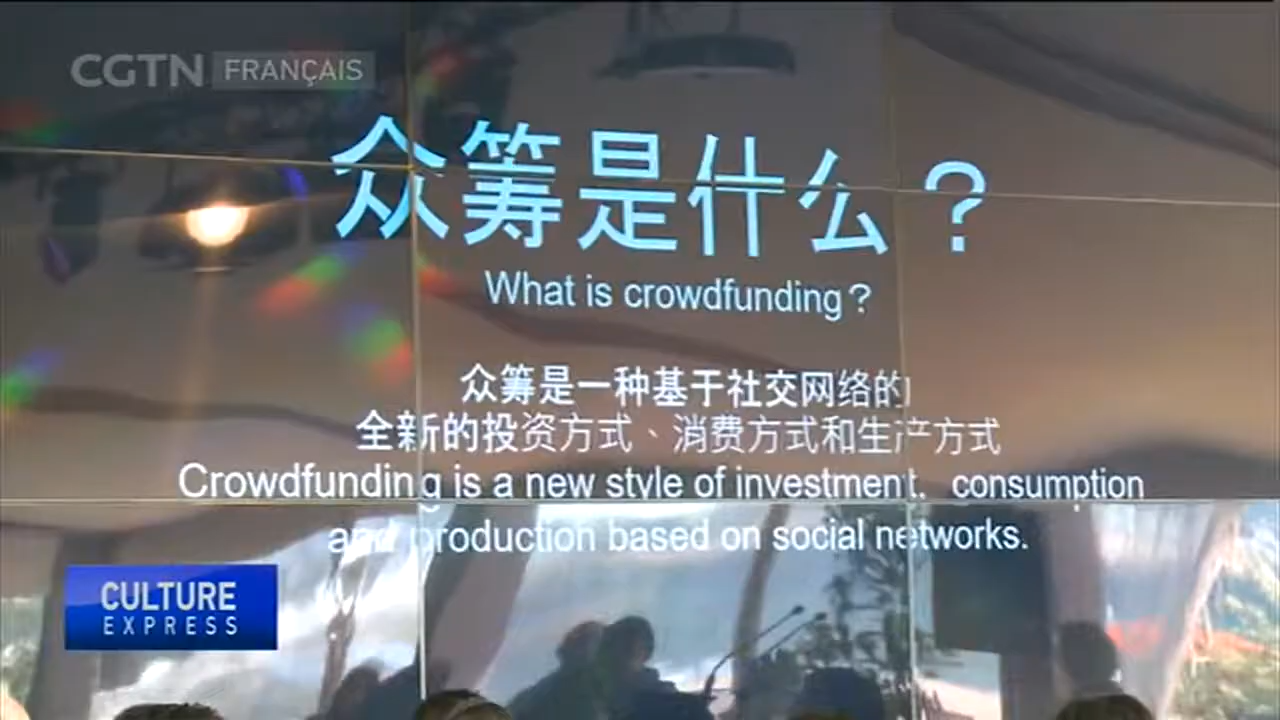 CGTN FRANÇAIS
众筹是什么？
What is crowdfunding？
众筹是一种基于社交网络的
全新的投资方式、消费方式和生产方式
Crowdfunding is a new style of investment, consumption
and production based on social networks.
CULTURE
EXPRESS